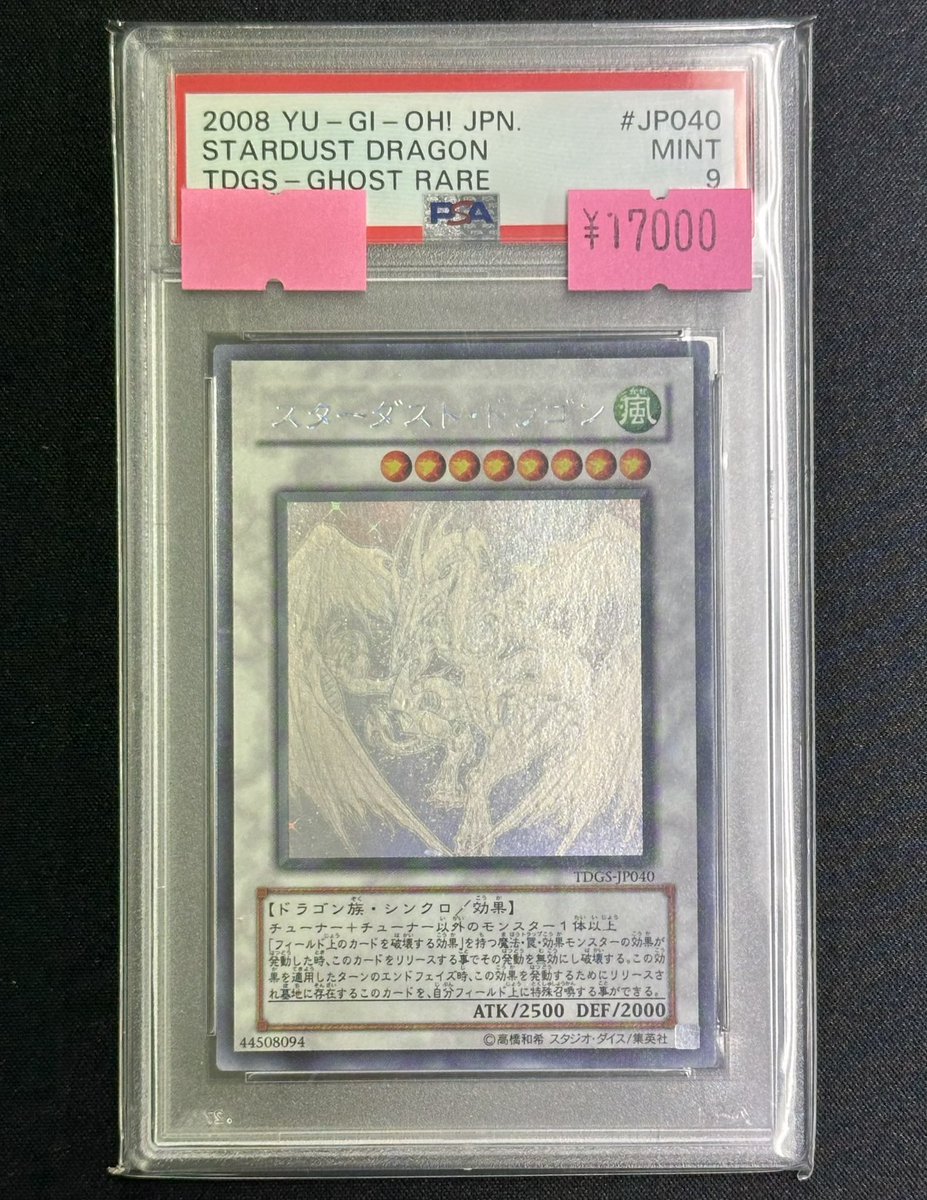 2008 YU-GI-OH! JPN. #JP040
STARDUST DRAGON MINT
TDGS-GHOST RARE 9
PSA
¥17000
スターダスト・ドラゴン 風
TDGS-JP040
【ドラゴン族・シンクロ/効果】
チューナー+チューナー以外のモンスター1体以上
「フィールド上のカードを破壊する効果」を持つ魔法・罠・効果モンスターの効果が
発動した時、このカードをリリースする事でその発動を無効にし破壊する。この効
果を適用したターンのエンドフェイズ時、この効果を発動するためにリリースさ
れ墓地に存在するこのカードを、自分フィールド上に特殊召喚する事ができる。
ATK/2500 DEF/2000
44508094 ©高橋和希 スタジオ・ダイス/集英社